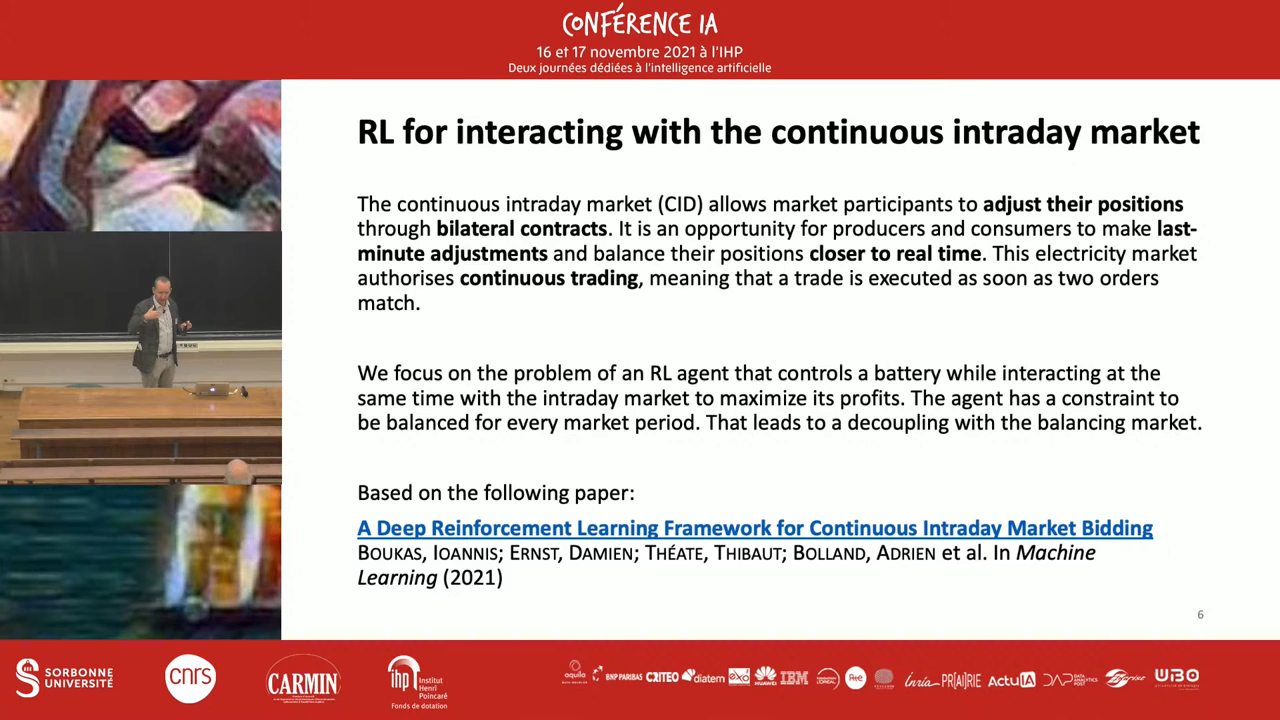 CONFÉRENCE IA
16 et 17 novembre 2021 à l'IHP
Deux journées dédiées à l'intelligence artificielle
RL for interacting with the continuous intraday market
The continuous intraday market (CID) allows market participants to adjust their positions
through bilateral contracts. It is an opportunity for producers and consumers to make last-
minute adjustments and balance their positions closer to real time. This electricity market
authorises continuous trading, meaning that a trade is executed as soon as two orders
match.
We focus on the problem of an RL agent that controls a battery while interacting at the
same time with the intraday market to maximize its profits. The agent has a constraint to
be balanced for every market period. That leads to a decoupling with the balancing market.
Based on the following paper:
A Deep Reinforcement Learning Framework for Continuous Intraday Market Bidding
BOUKAS, IOANNIS; ERNST, DAMIEN; THÉATE, THIBAUT; BOLLAND, ADRIEN et al. In Machine
Learning (2021)
6
SORBONNE
UNIVERSITÉ
cnrs
CARMIN
ihp
Institut
Henri
Poincaré
Fonds de dotation
aquila
BNP PARIBAS
CRITEO
diatem
exo
HUAWEI
IBM
Inria
PR[AI]RIE
ActuIA
DAP
UBO